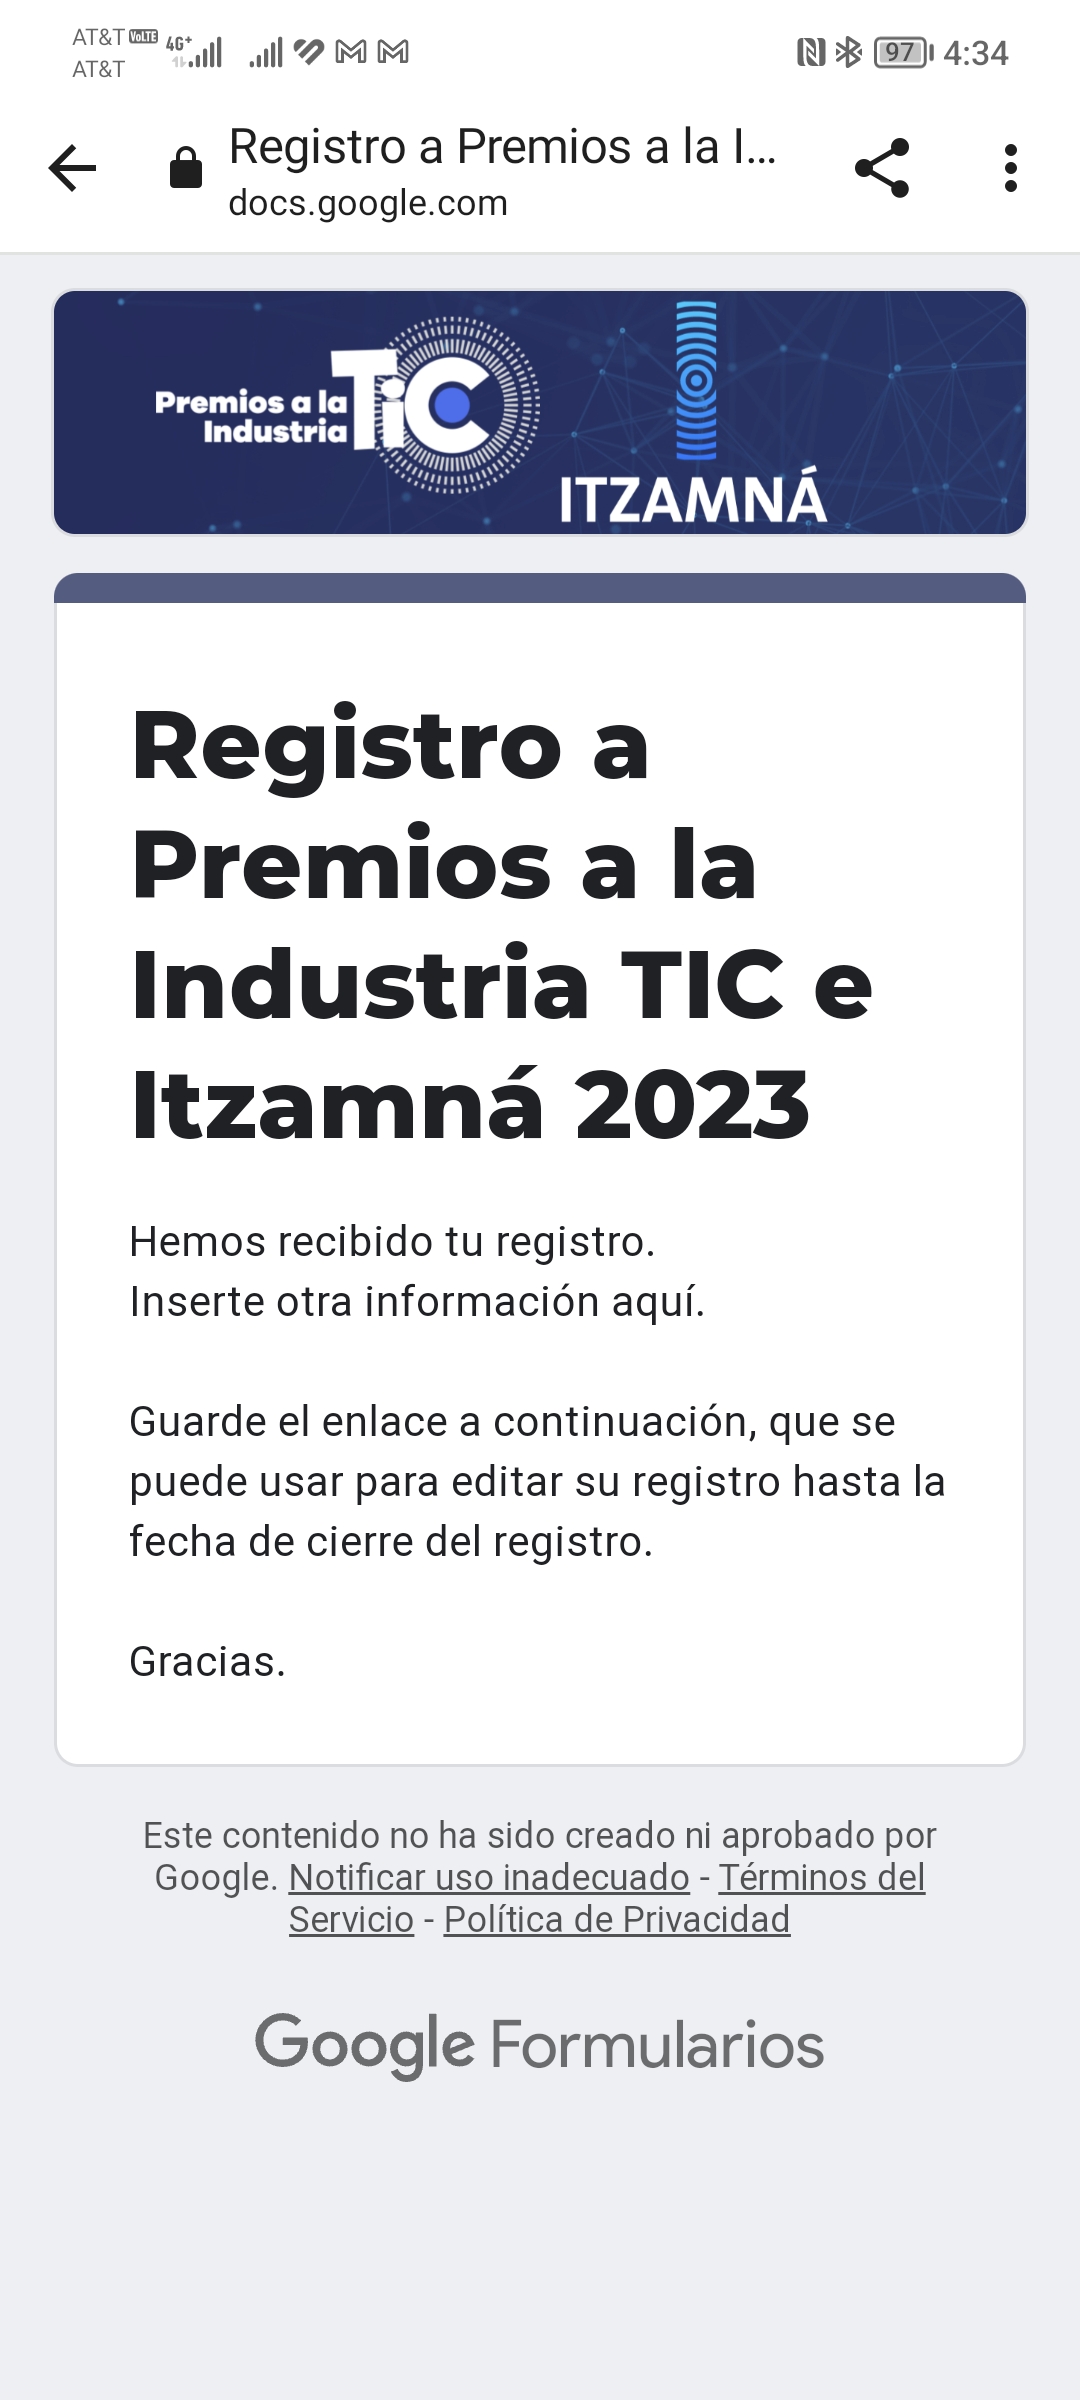 AT&T VoLTE 4G+
AT&T
97 4:34
Registro a Premios a la I...
docs.google.com
Premios a la
Industria
TiC
ITZAMNÁ
Registro a
Premios a la
Industria TIC e
Itzamná 2023
Hemos recibido tu registro.
Inserte otra información aquí.
Guarde el enlace a continuación, que se
puede usar para editar su registro hasta la
fecha de cierre del registro.
Gracias.
Este contenido no ha sido creado ni aprobado por
Google. Notificar uso inadecuado - Términos del
Servicio - Política de Privacidad
Google Formularios